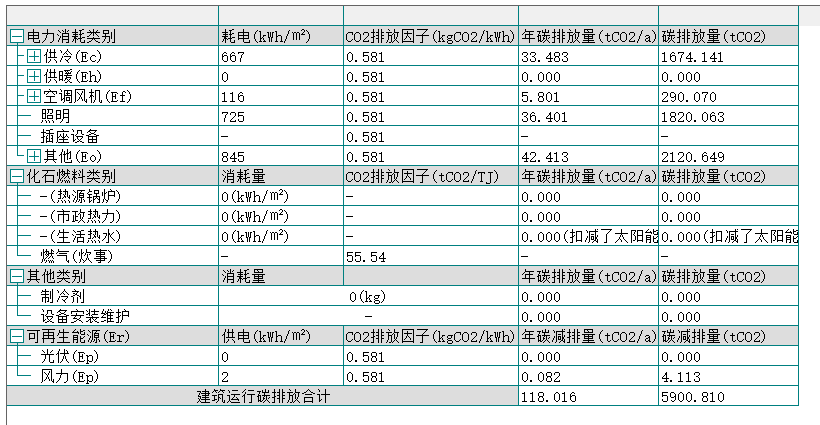 电力消耗类别 耗电(kWh/㎡) CO2排放因子(kgCO2/kWh) 年碳排放量(tCO2/a) 碳排放量(tCO2)
供冷(Ec) 667 0.581 33.483 1674.141
供暖(Eh) 0 0.581 0.000 0.000
空调风机(Ef) 116 0.581 5.801 290.070
照明 725 0.581 36.401 1820.063
插座设备 - 0.581 - -
其他(Eo) 845 0.581 42.413 2120.649
化石燃料类别 消耗量 CO2排放因子(tCO2/TJ) 年碳排放量(tCO2/a) 碳排放量(tCO2)
-(热源锅炉) 0(kWh/㎡) - 0.000 0.000
-(市政热力) 0(kWh/㎡) - 0.000 0.000
-(生活热水) 0(kWh/㎡) - 0.000(扣减了太阳能 0.000(扣减了太阳能
燃气(炊事) - 55.54 - -
其他类别 消耗量 年碳排放量(tCO2/a) 碳排放量(tCO2)
制冷剂 0(kg) 0.000 0.000
设备安装维护 - 0.000 0.000
可再生能源(Er) 供电(kWh/㎡) CO2排放因子(kgCO2/kWh) 年碳减排量(tCO2/a) 碳减排量(tCO2)
光伏(Ep) 0 0.581 0.000 0.000
风力(Ep) 2 0.581 0.082 4.113
建筑运行碳排放合计 118.016 5900.810